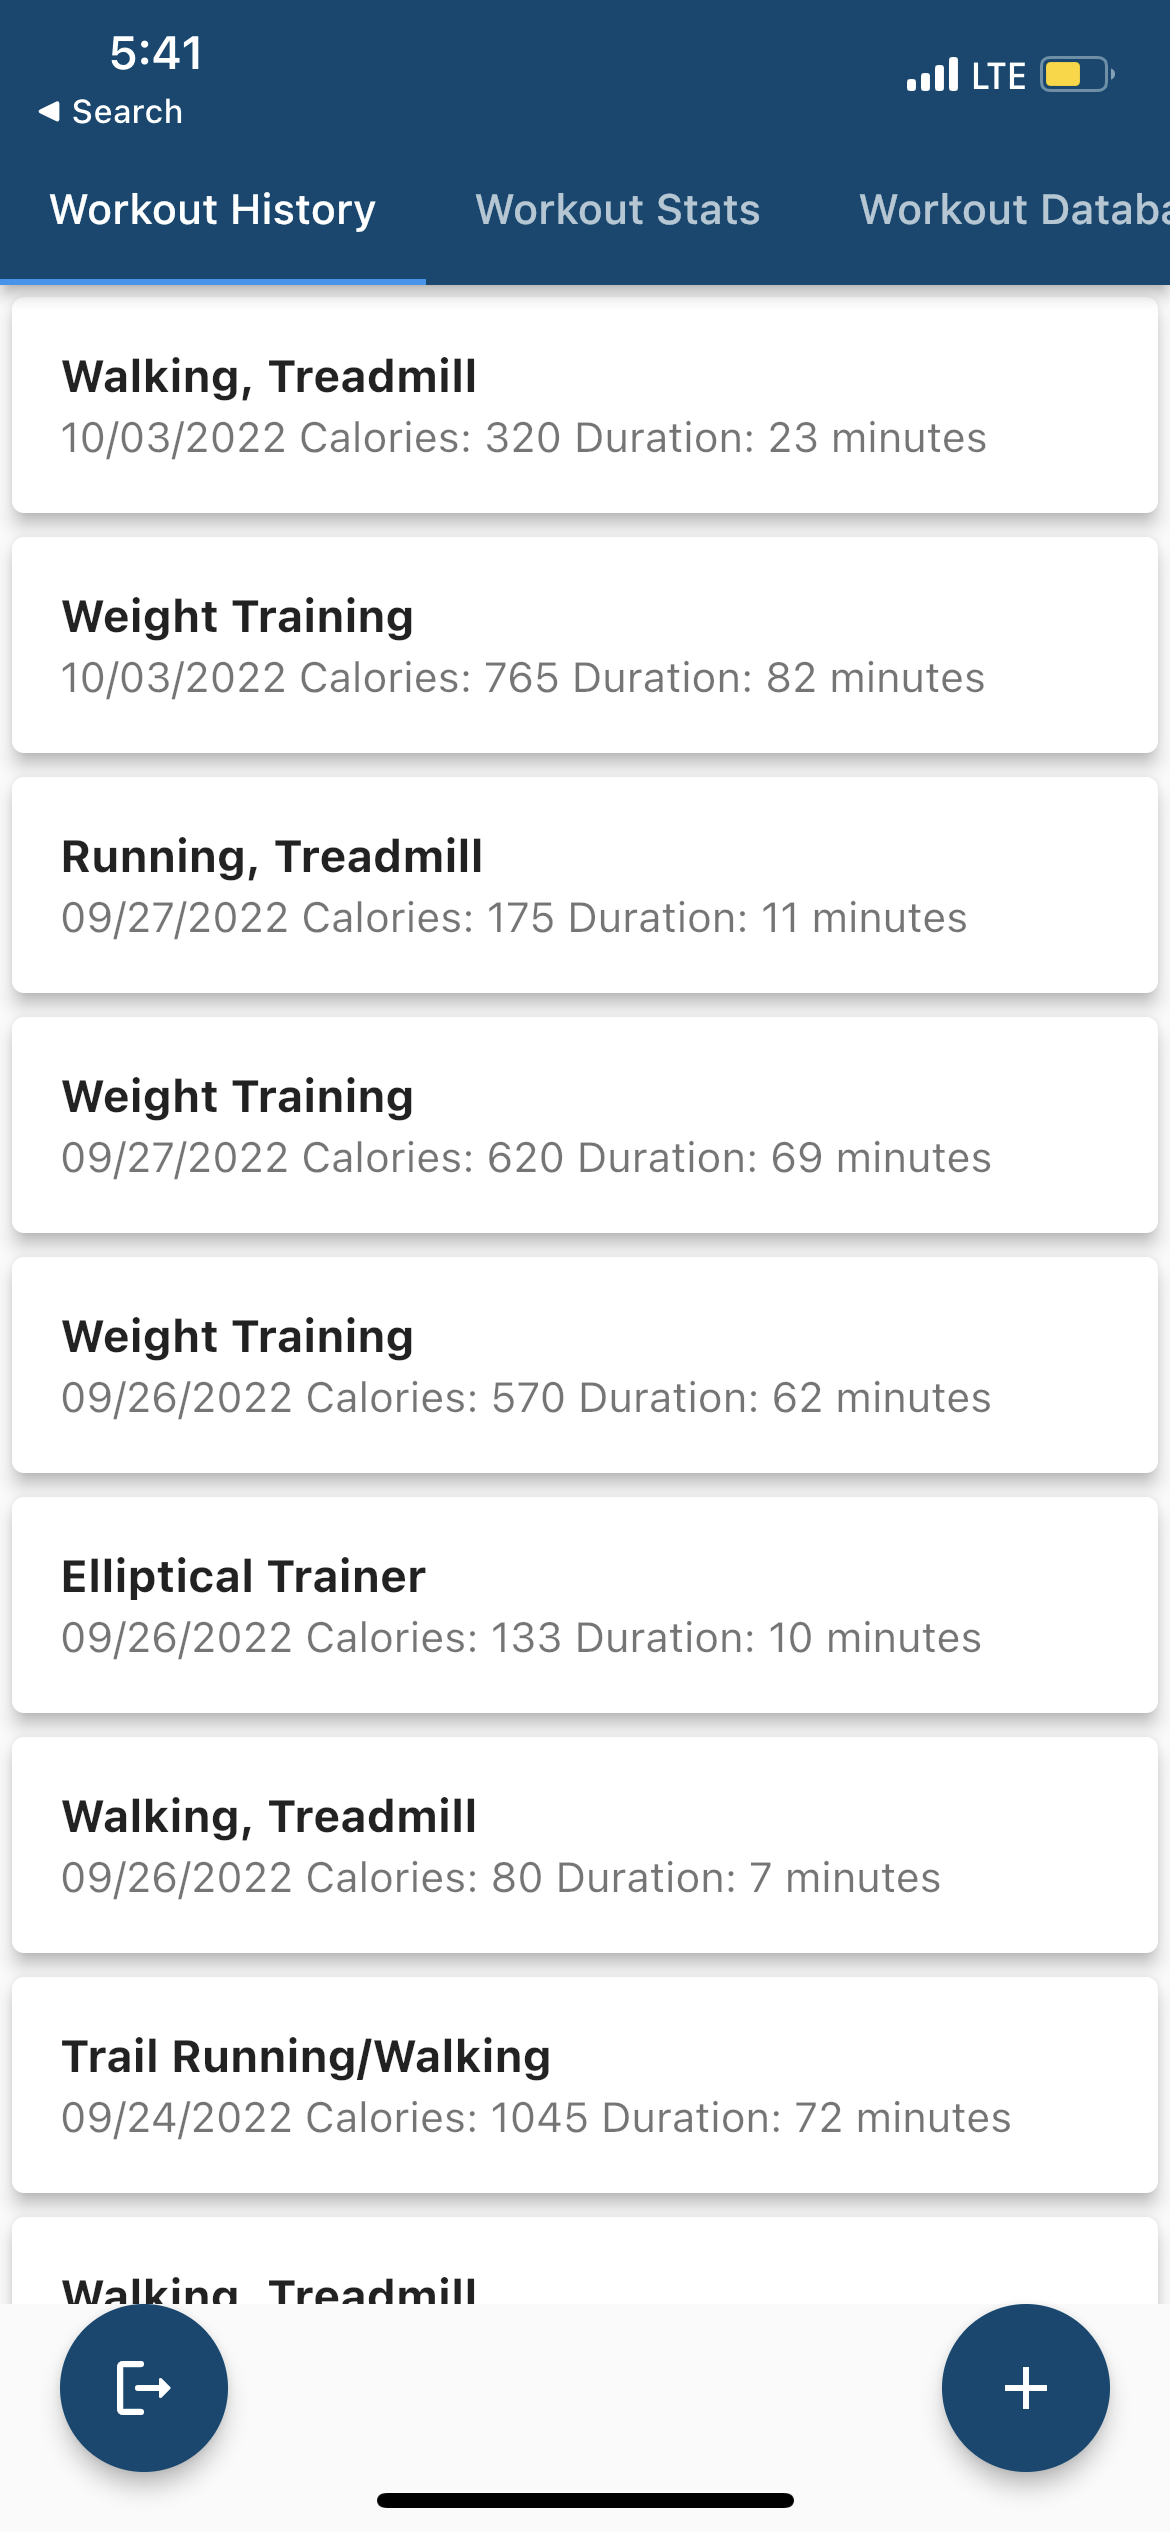 5:41
LTE
◀ Search
Workout History
Workout Stats
Workout Databa
Walking, Treadmill
10/03/2022 Calories: 320 Duration: 23 minutes
Weight Training
10/03/2022 Calories: 765 Duration: 82 minutes
Running, Treadmill
09/27/2022 Calories: 175 Duration: 11 minutes
Weight Training
09/27/2022 Calories: 620 Duration: 69 minutes
Weight Training
09/26/2022 Calories: 570 Duration: 62 minutes
Elliptical Trainer
09/26/2022 Calories: 133 Duration: 10 minutes
Walking, Treadmill
09/26/2022 Calories: 80 Duration: 7 minutes
Trail Running/Walking
09/24/2022 Calories: 1045 Duration: 72 minutes
Walking, Treadmill